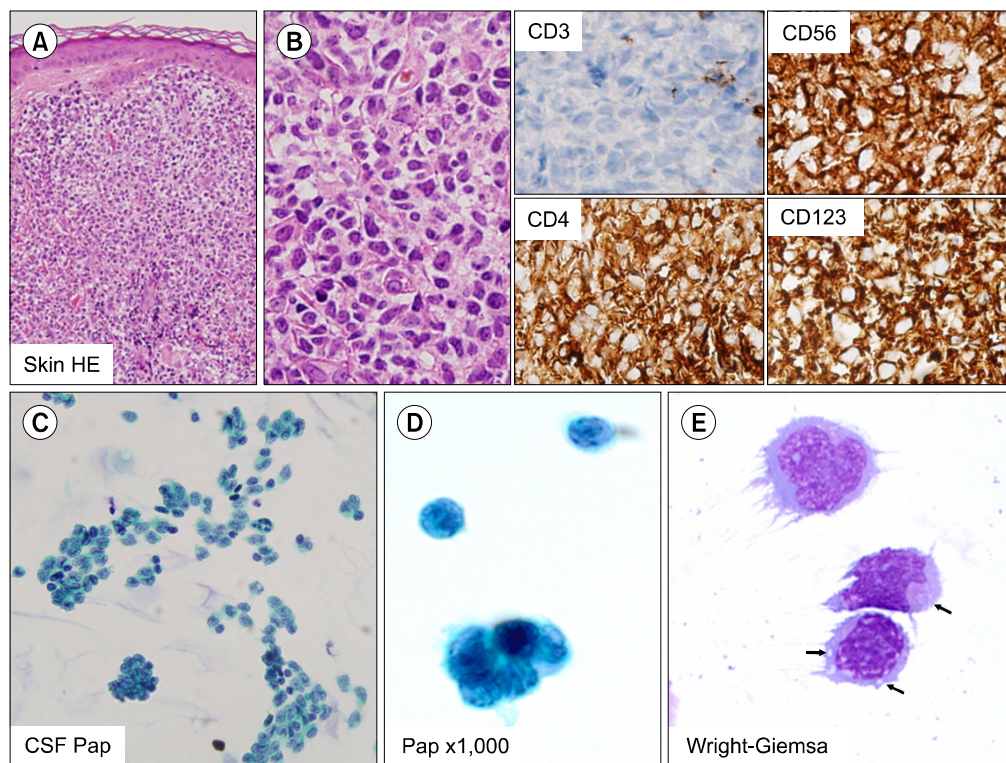 A
B
CD3
CD56
CD4
CD123
Skin HE
C
D
E
CSF Pap
Pap x1,000
Wright-Giemsa